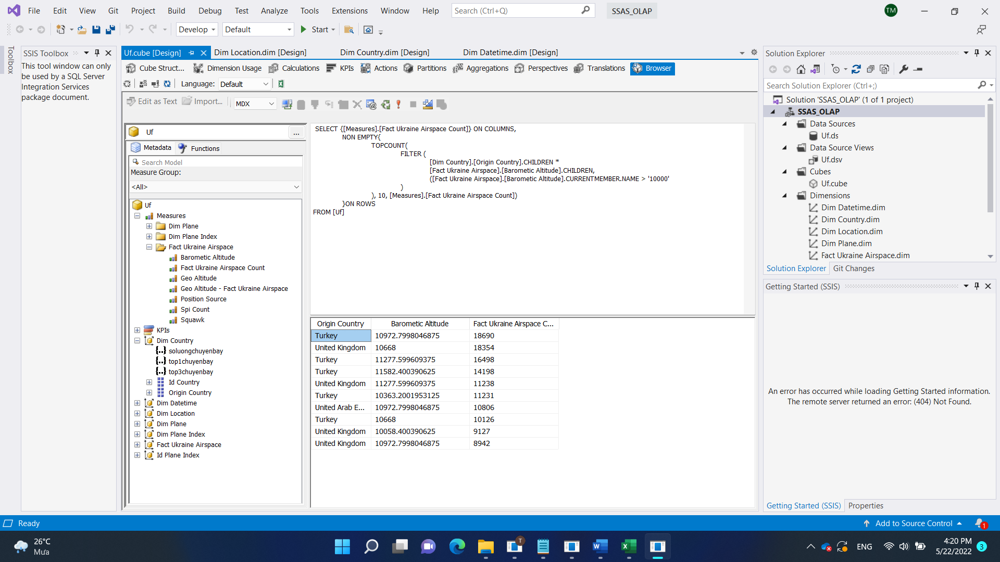 File Edit View Git Project Build Debug Test Analyze Tools Extensions Window Help Search (Ctrl+Q) SSAS_OLAP TM
Develop Default Start
Toolbox
SSIS Toolbox
This tool window can only
be used by a SQL Server
Integration Services
package document.
Uf.cube [Design] Dim Location.dim [Design] Dim Country.dim [Design] Dim Datetime.dim [Design]
Cube Struct... Dimension Usage Calculations KPIs Actions Partitions Aggregations Perspectives Translations Browser
Language: Default
Edit as Text Import... MDX
Uf ...
Metadata Functions
Search Model
Measure Group:
<All>
Uf
Measures
Dim Plane
Dim Plane Index
Fact Ukraine Airspace
Barometic Altitude
Fact Ukraine Airspace Count
Geo Altitude
Geo Altitude - Fact Ukraine Airspace
Position Source
Spi Count
Squawk
KPIs
Dim Country
soluongchuyenbay
top1chuyenbay
top3chuyenbay
Id Country
Origin Country
Dim Datetime
Dim Location
Dim Plane
Dim Plane Index
Fact Ukraine Airspace
Id Plane Index
SELECT {[Measures].[Fact Ukraine Airspace Count]} ON COLUMNS,
NON EMPTY{
TOPCOUNT(
FILTER (
[Dim Country].[Origin Country].CHILDREN *
[Fact Ukraine Airspace].[Barometic Altitude].CHILDREN,
([Fact Ukraine Airspace].[Barometic Altitude].CURRENTMEMBER.NAME > '10000'
)
), 10, [Measures].[Fact Ukraine Airspace Count])
}ON ROWS
FROM [Uf]
Origin Country Barometic Altitude Fact Ukraine Airspace C...
Turkey 10972.7998046875 18690
United Kingdom 10668 18354
Turkey 11277.599609375 16498
Turkey 11582.400390625 14198
United Kingdom 11277.599609375 11238
Turkey 10363.2001953125 11231
United Arab E... 10972.7998046875 10806
Turkey 10668 10126
United Kingdom 10058.400390625 9127
United Kingdom 10972.7998046875 8942
Solution Explorer
Search Solution Explorer (Ctrl+;)
Solution 'SSAS_OLAP' (1 of 1 project)
SSAS_OLAP
Data Sources
Uf.ds
Data Source Views
Uf.dsv
Cubes
Uf.cube
Dimensions
Dim Datetime.dim
Dim Country.dim
Dim Location.dim
Dim Plane.dim
Fact Ukraine Airspace.dim
Solution Explorer Git Changes
Getting Started (SSIS)
An error has occurred while loading Getting Started information.
The remote server returned an error: (404) Not Found.
Getting Started (SSIS) Properties
Ready Add to Source Control 1
26°C
Mưa
T
ENG
4:20 PM
5/22/2022
3